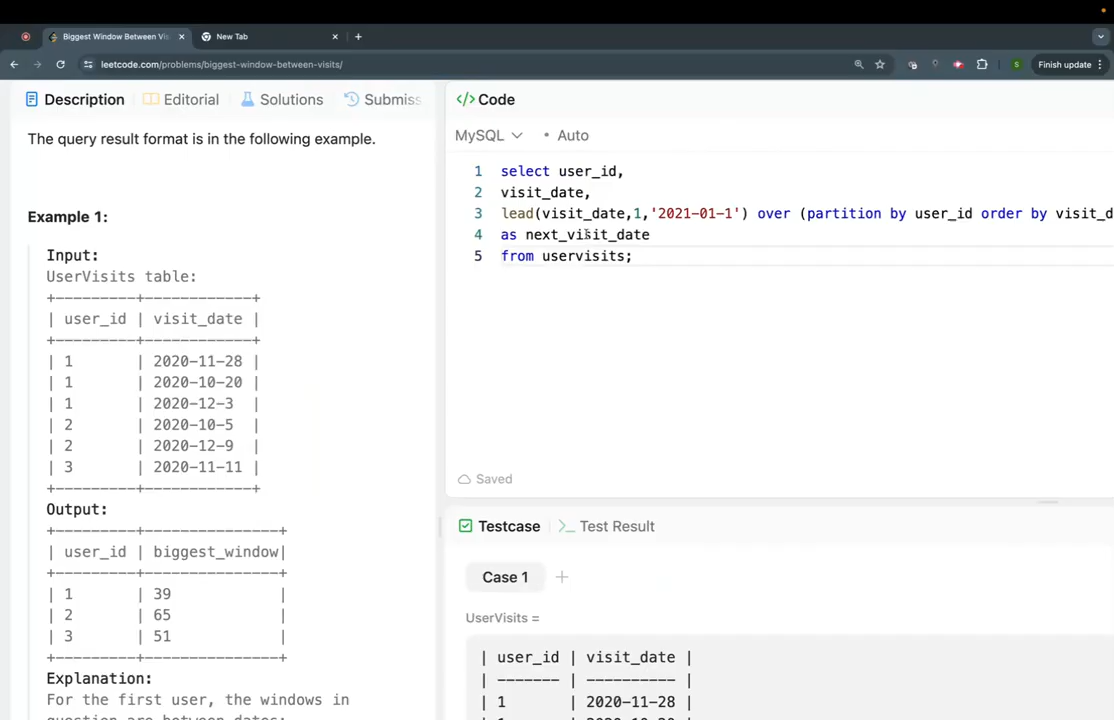 Biggest Window Between Vis
New Tab
leetcode.com/problems/biggest-window-between-visits/
S
Finish update
Description
Editorial
Solutions
Submiss
</> Code
The query result format is in the following example.
Example 1:
Input:
UserVisits table:
+---------+------------+
| user_id | visit_date |
+---------+------------+
| 1       | 2020-11-28 |
| 1       | 2020-10-20 |
| 1       | 2020-12-3  |
| 2       | 2020-10-5  |
| 2       | 2020-12-9  |
| 3       | 2020-11-11 |
+---------+------------+
Output:
+---------+---------------+
| user_id | biggest_window|
+---------+---------------+
| 1       | 39            |
| 2       | 65            |
| 3       | 51            |
+---------+---------------+
Explanation:
For the first user, the windows in
question are between dates:
MySQL
• Auto
1 select user_id,
2 visit_date,
3 lead(visit_date,1,'2021-01-1') over (partition by user_id order by visit_d
4 as next_visit_date
5 from uservisits;
Saved
Testcase
>_ Test Result
Case 1
+
UserVisits =
| user_id | visit_date |
| ------- | ---------- |
| 1       | 2020-11-28 |